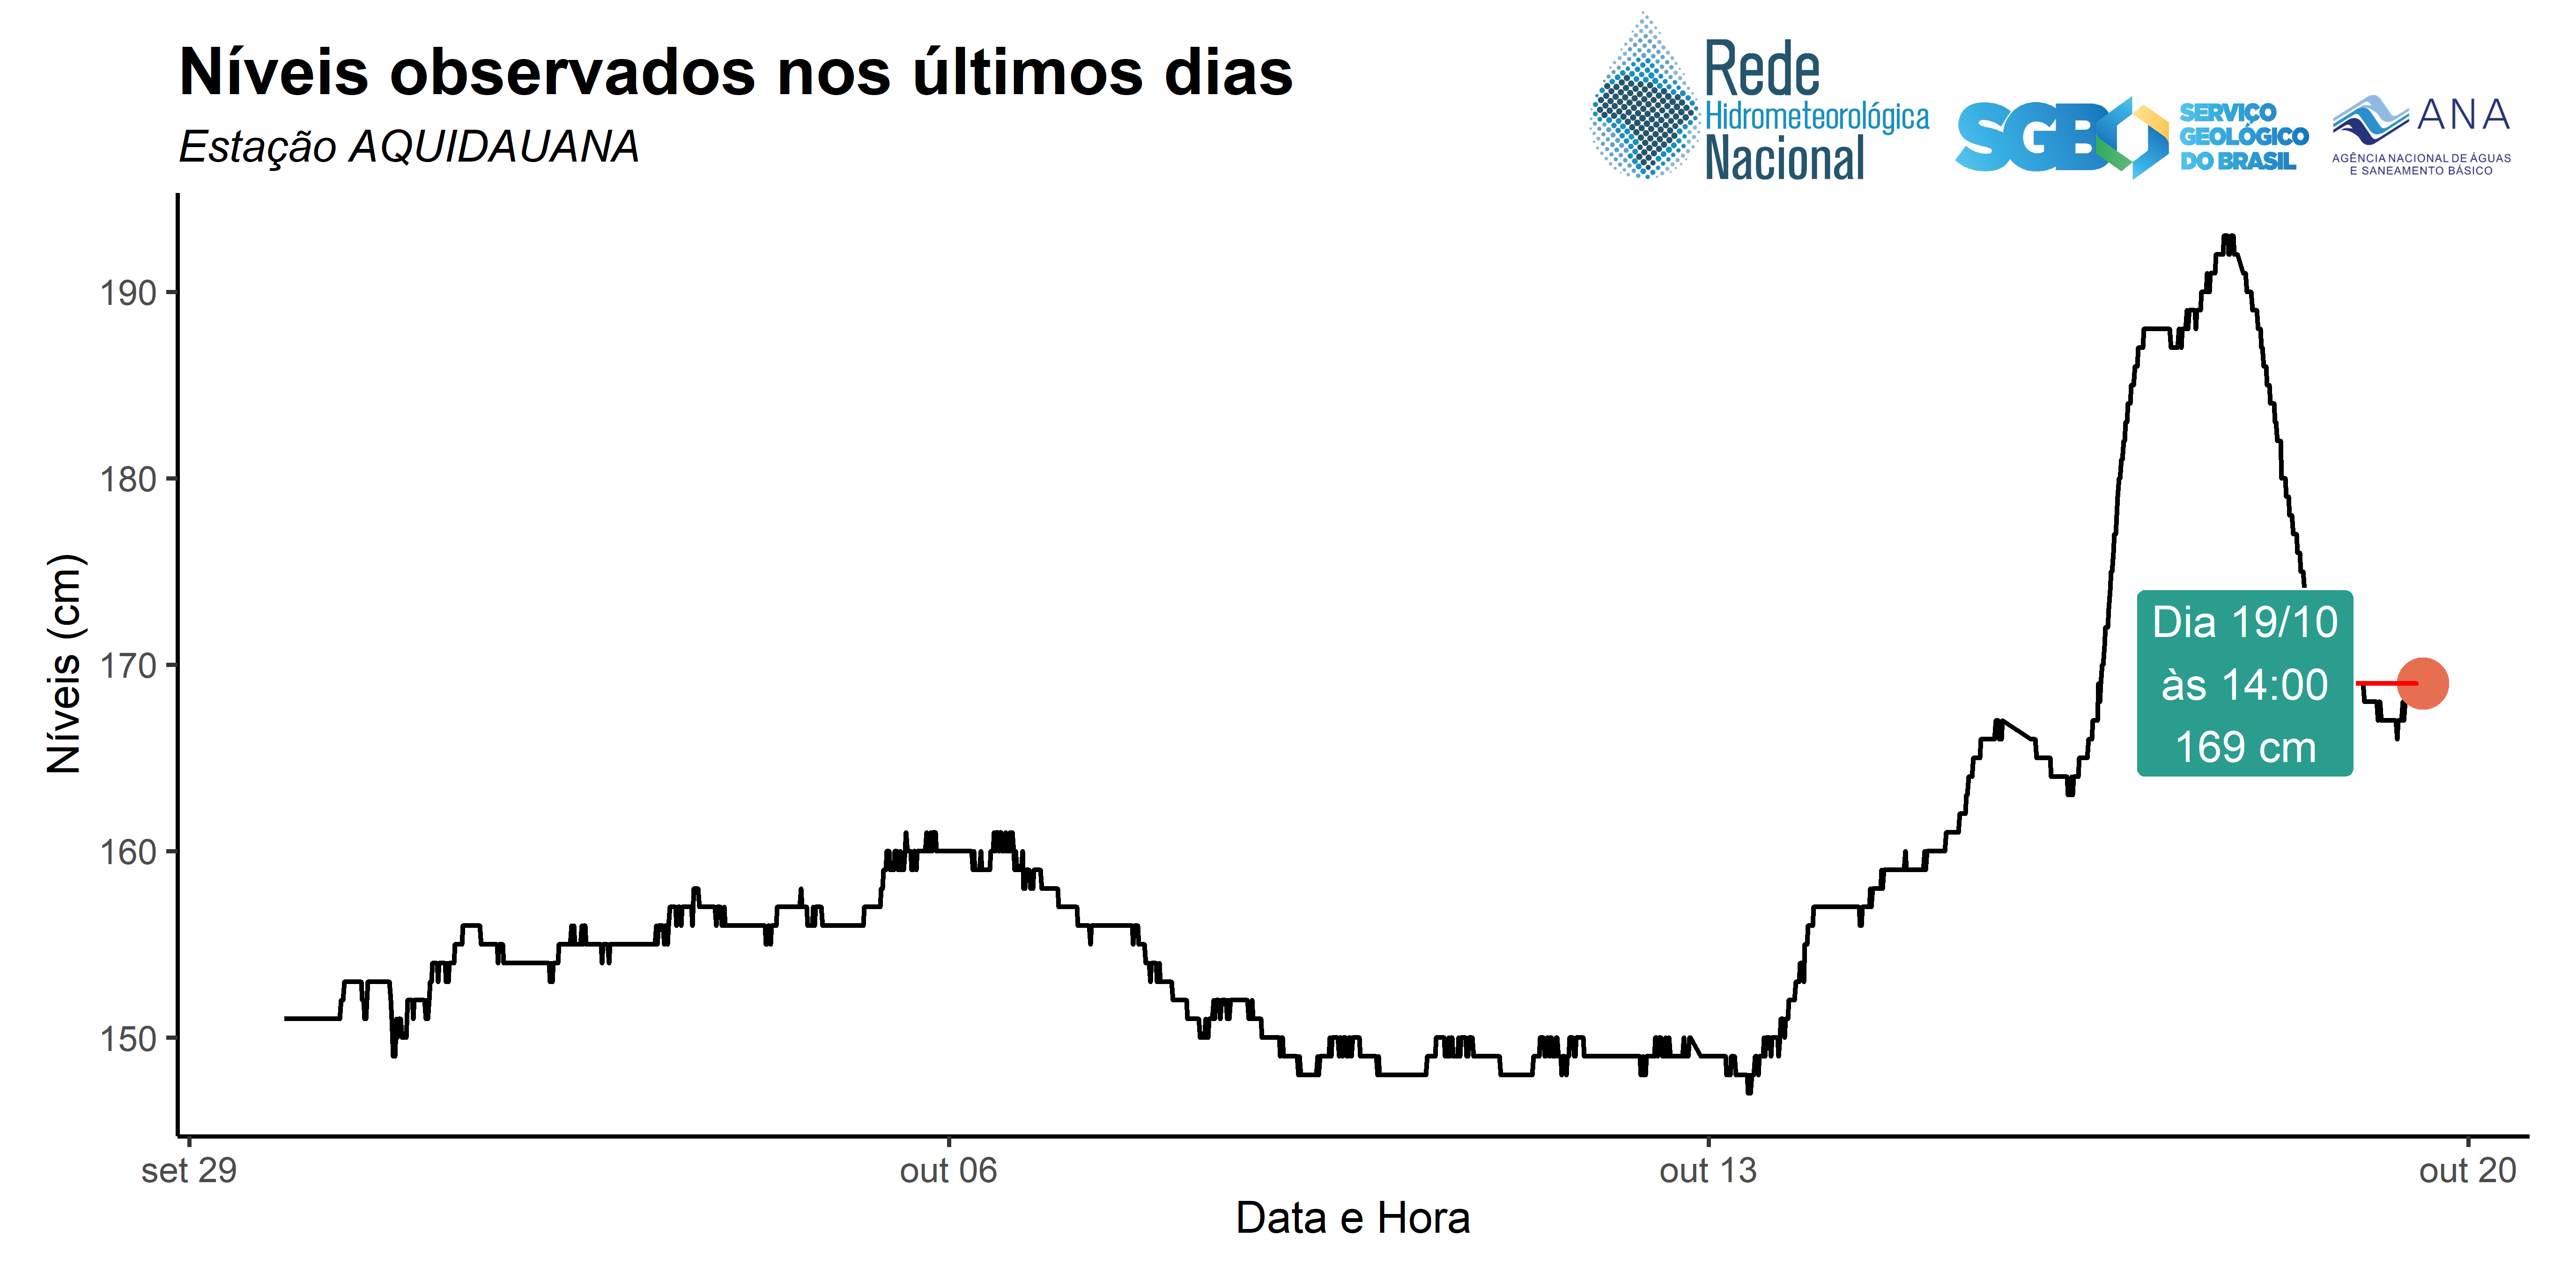 Níveis observados nos últimos dias
Estação AQUIDAUANA
Rede
Hidrometeorológica
Nacional
SGB
SERVIÇO
GEOLÓGICO
DO BRASIL
ANA
AGÊNCIA NACIONAL DE ÁGUAS
E SANEAMENTO BÁSICO
Níveis (cm)
190
180
170
160
150
Dia 19/10
às 14:00
169 cm
set 29
out 06
out 13
out 20
Data e Hora